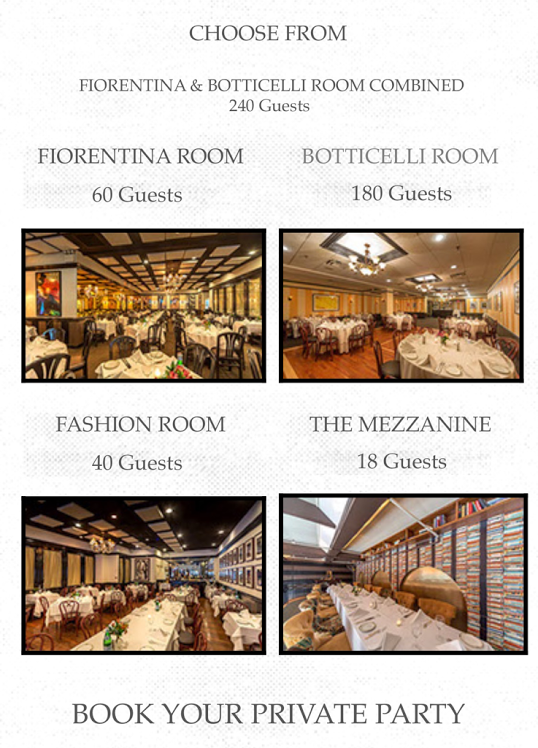 CHOOSE FROM
FIORENTINA & BOTTICELLI ROOM COMBINED
240 Guests
FIORENTINA ROOM
60 Guests
BOTTICELLI ROOM
180 Guests
FASHION ROOM
40 Guests
THE MEZZANINE
18 Guests
BOOK YOUR PRIVATE PARTY